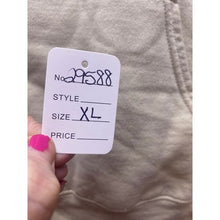 No. 29588
STYLE
SIZE XL
PRICE